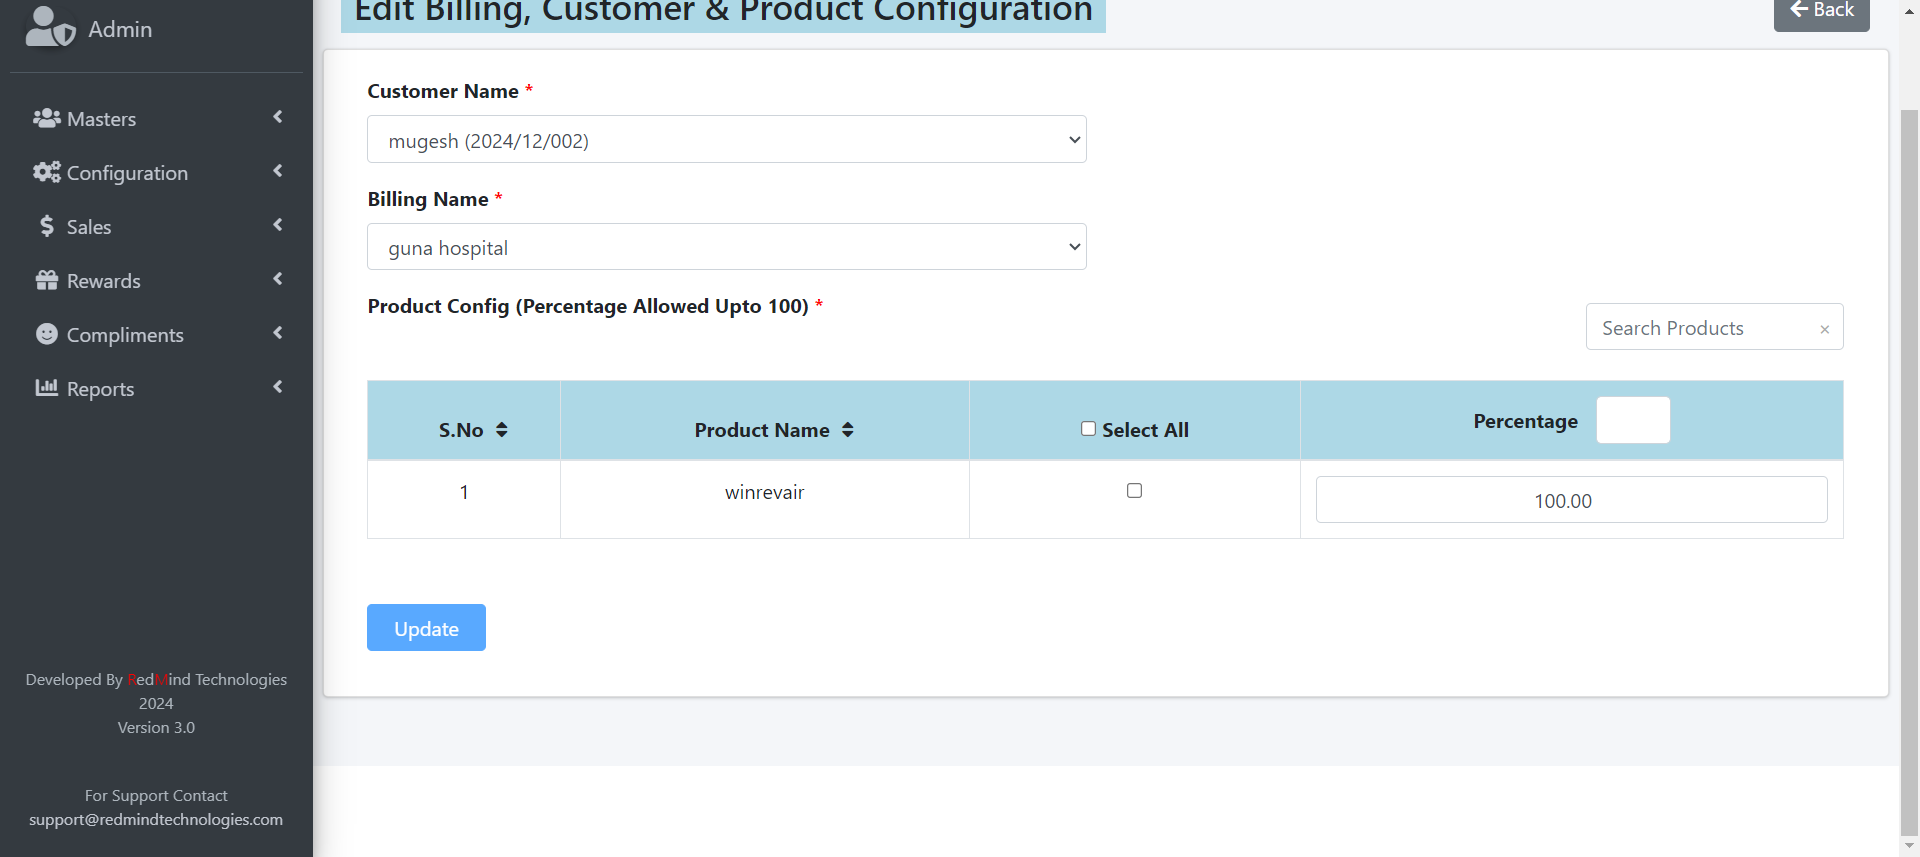 Admin
Masters
Configuration
Sales
Rewards
Compliments
Reports
Developed By RedMind Technologies
2024
Version 3.0
For Support Contact
support@redmindtechnologies.com
Edit Billing, Customer & Product Configuration
Back
Customer Name *
mugesh (2024/12/002)
Billing Name *
guna hospital
Product Config (Percentage Allowed Upto 100) *
Search Products ×
S.No Product Name Select All Percentage
1 winrevair 100.00
Update